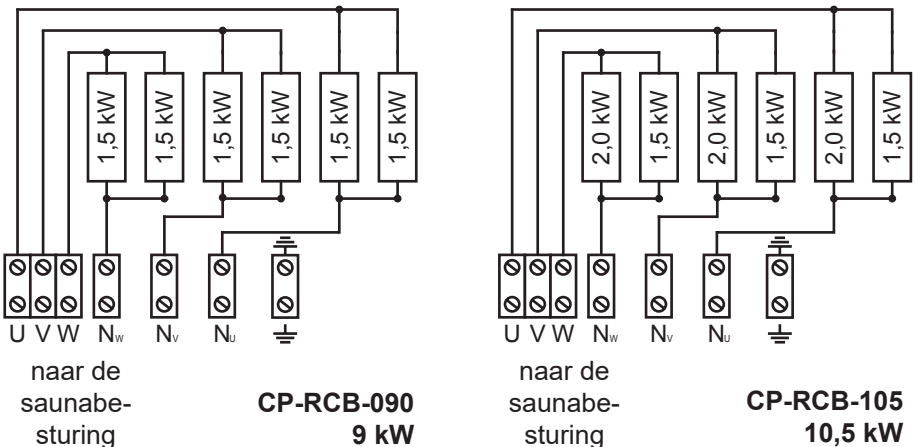 1,5 kW 1,5 kW 1,5 kW 1,5 kW 1,5 kW 1,5 kW
U V W NW NV NU
naar de
saunabe-
sturing
CP-RCB-090
9 kW
2,0 kW 1,5 kW 2,0 kW 1,5 kW 2,0 kW 1,5 kW
U V W NW NV NU
naar de
saunabe-
sturing
CP-RCB-105
10,5 kW